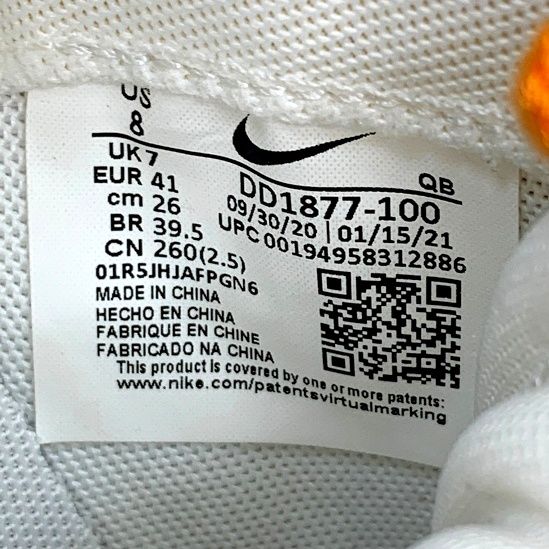 US
8
UK 7
EUR 41
cm 26
BR 39.5
CN 260(2.5)
01R5JHJAFPGN6
MADE IN CHINA
HECHO EN CHINA
FABRIQUE EN CHINE
FABRICADO NA CHINA
QB
DD1877-100
09/30/20 | 01/15/21
UPC 00194958312886
This product is covered by one or more patents:
www.nike.com/patentsvirtualmarking